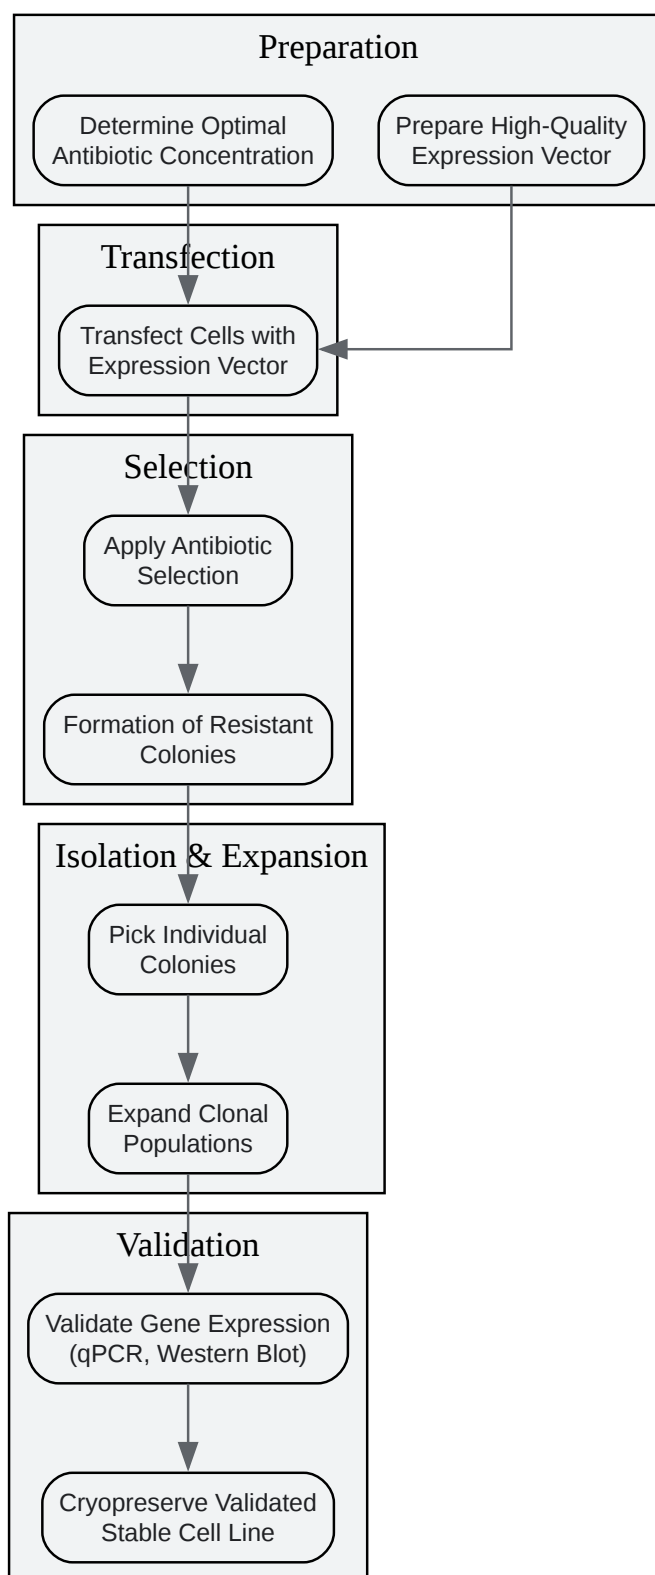 Preparation
Determine Optimal
Antibiotic Concentration
Prepare High-Quality
Expression Vector
Transfection
Transfect Cells with
Expression Vector
Selection
Apply Antibiotic
Selection
Formation of Resistant
Colonies
Isolation & Expansion
Pick Individual
Colonies
Expand Clonal
Populations
Validation
Validate Gene Expression
(qPCR, Western Blot)
Cryopreserve Validated
Stable Cell Line